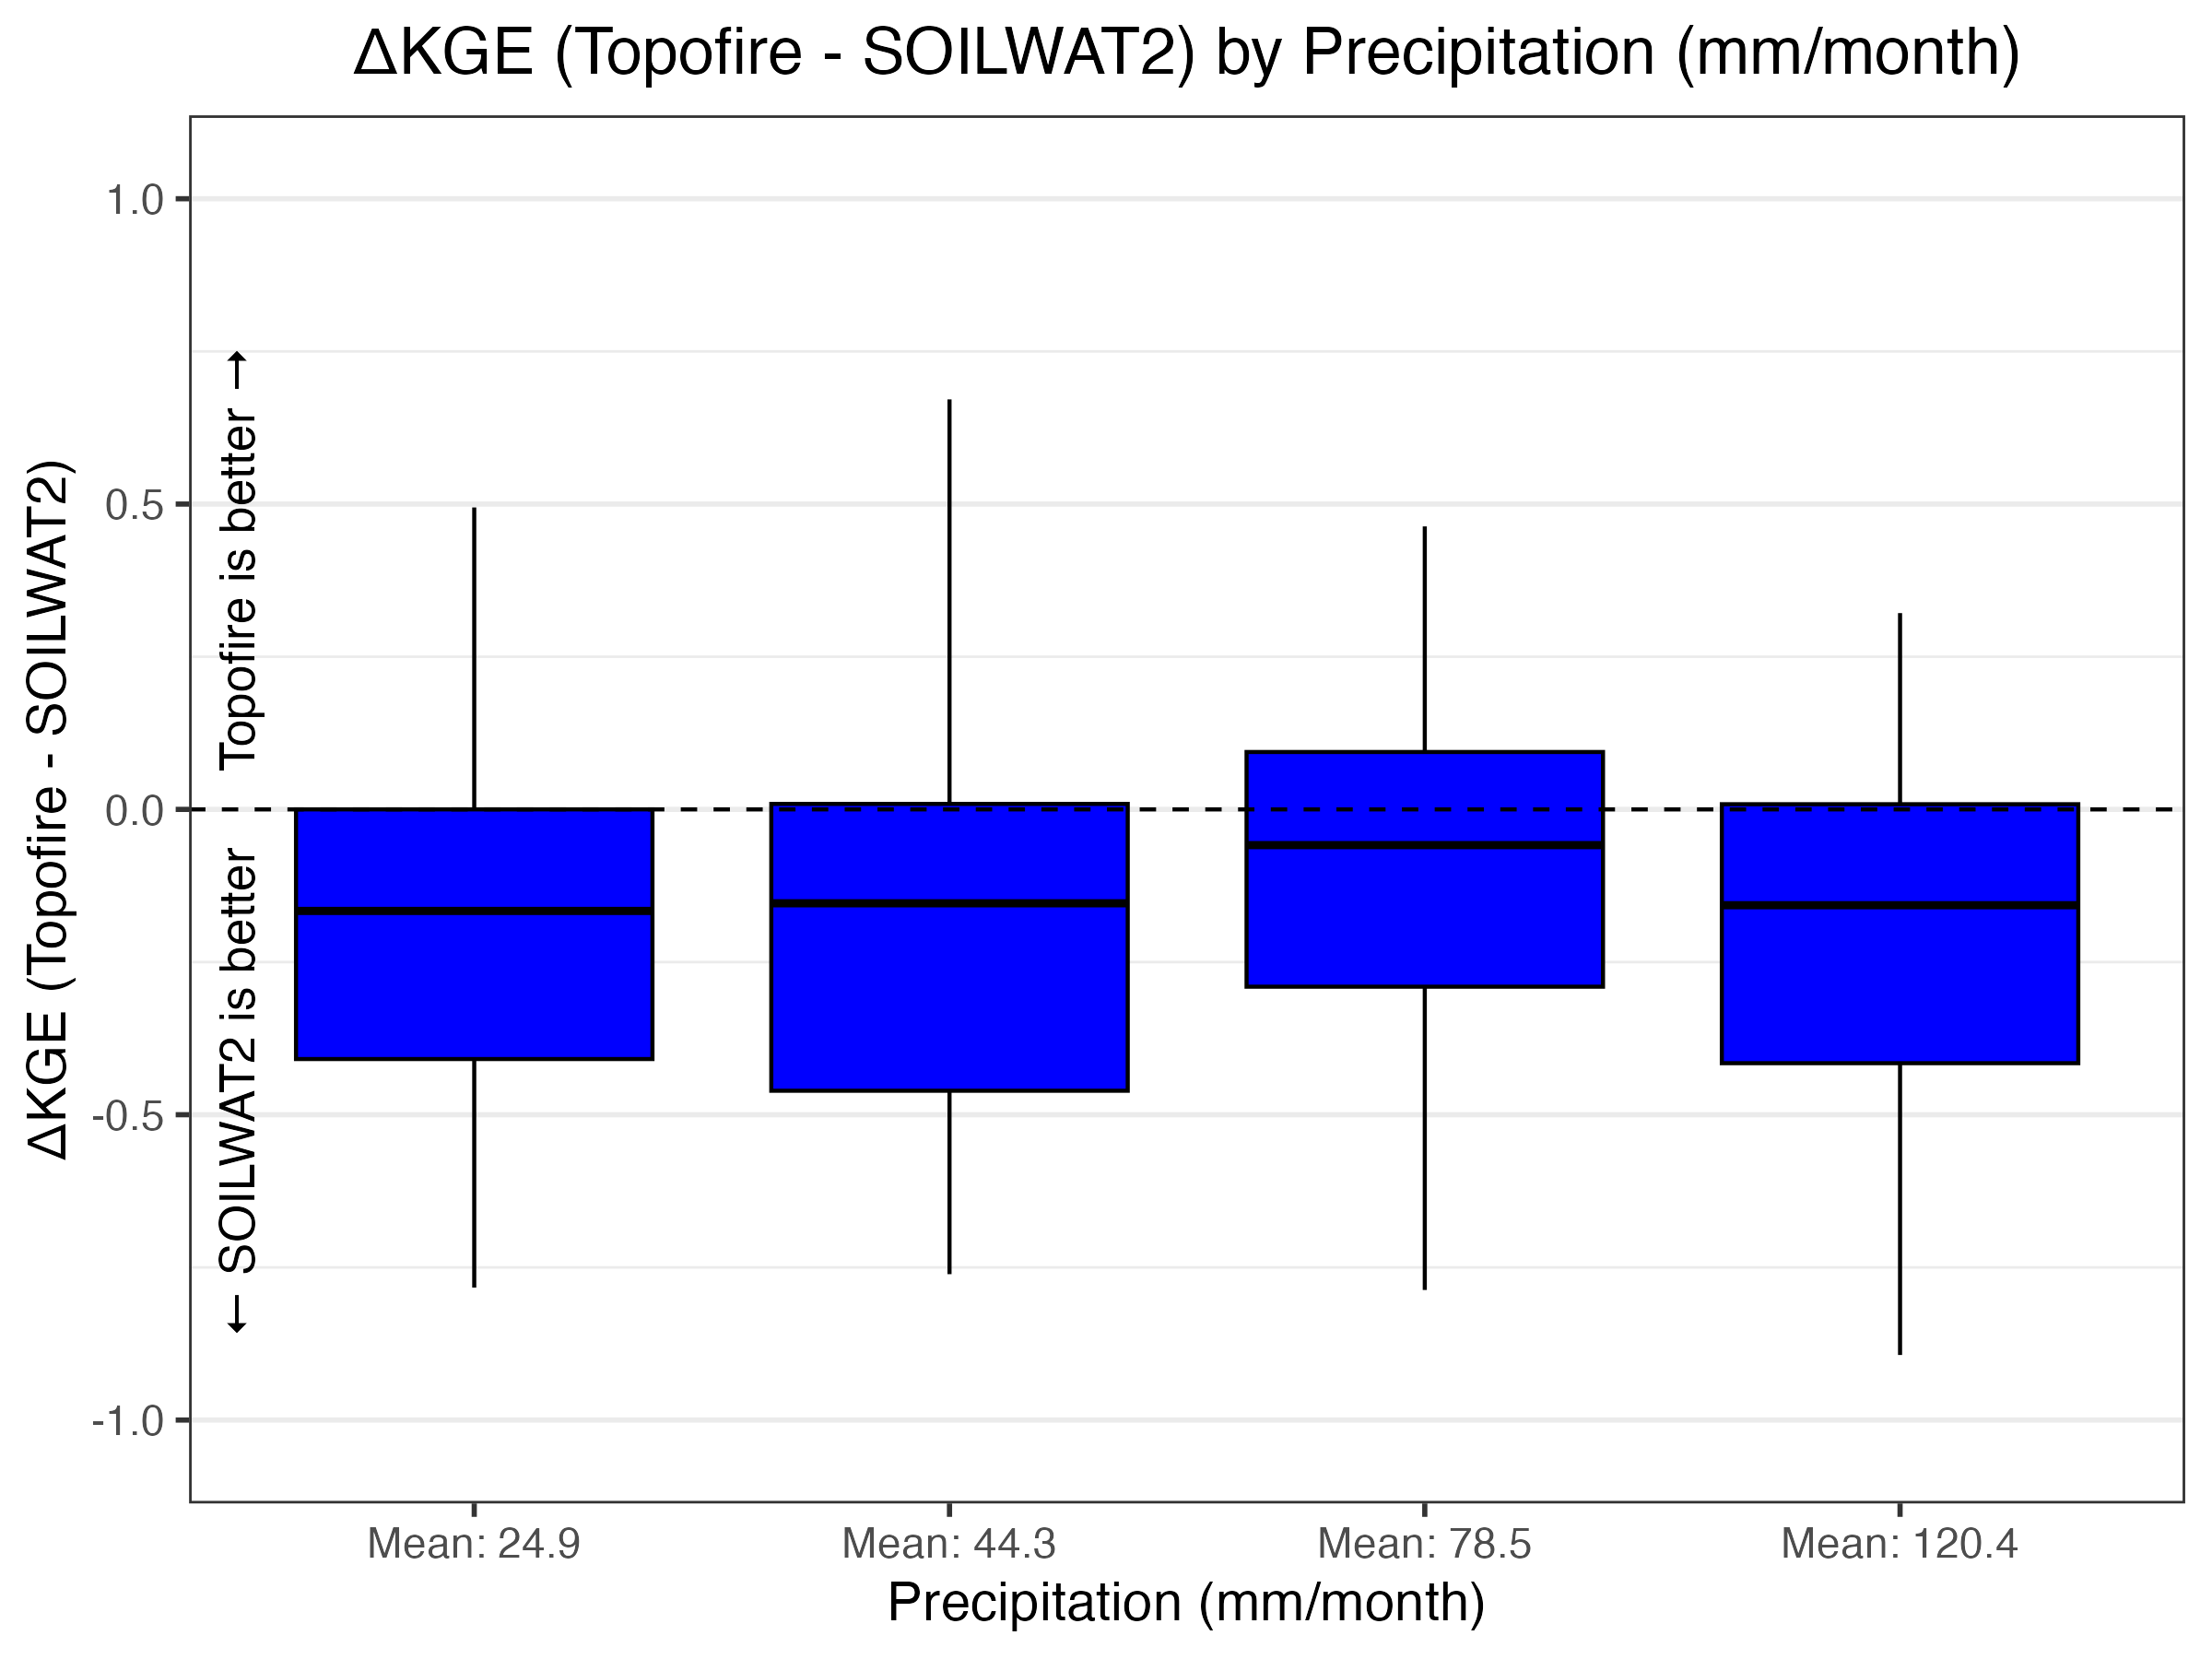 ΔKGE (Topofire - SOILWAT2) by Precipitation (mm/month)
ΔKGE (Topofire - SOILWAT2)
1.0
0.5
0.0
-0.5
-1.0
Topofire is better →
← SOILWAT2 is better
Mean: 24.9
Mean: 44.3
Mean: 78.5
Mean: 120.4
Precipitation (mm/month)